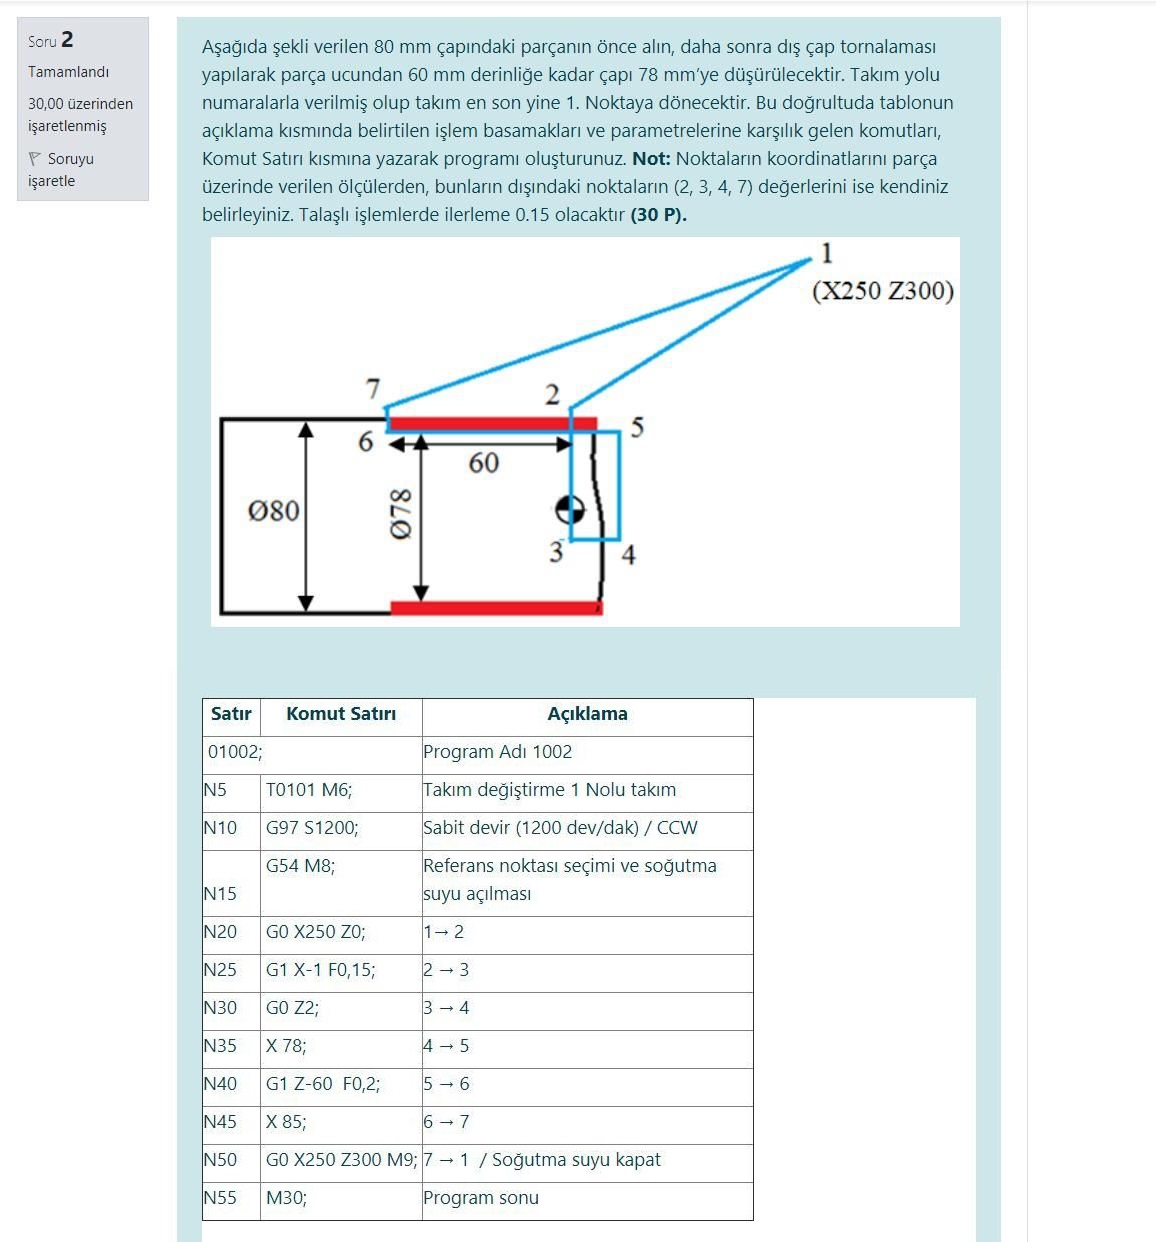 Soru 2
Tamamlandı
30,00 üzerinden
işaretlenmiş
Soruyu
işaretle
Aşağıda şekli verilen 80 mm çapındaki parçanın önce alın, daha sonra dış çap tornalaması
yapılarak parça ucundan 60 mm derinliğe kadar çapı 78 mm'ye düşürülecektir. Takım yolu
numaralarla verilmiş olup takım en son yine 1. Noktaya dönecektir. Bu doğrultuda tablonun
açıklama kısmında belirtilen işlem basamakları ve parametrelerine karşılık gelen komutları,
Komut Satırı kısmına yazarak programı oluşturunuz. Not: Noktaların koordinatlarını parça
üzerinde verilen ölçülerden, bunların dışındaki noktaların (2, 3, 4, 7) değerlerini ise kendiniz
belirleyiniz. Talaşlı işlemlerde ilerleme 0.15 olacaktır (30 P).
1
(X250 Z300)
7
2
5
6
60
Ø80
Ø78
3
4
Satır Komut Satırı Açıklama
01002; Program Adı 1002
N5 T0101 M6; Takım değiştirme 1 Nolu takım
N10 G97 S1200; Sabit devir (1200 dev/dak) / CCW
N15 G54 M8; Referans noktası seçimi ve soğutma
suyu açılması
N20 G0 X250 Z0; 1→ 2
N25 G1 X-1 F0,15; 2 → 3
N30 G0 Z2; 3 → 4
N35 X 78; 4 → 5
N40 G1 Z-60 F0,2; 5 → 6
N45 X 85; 6 → 7
N50 G0 X250 Z300 M9; 7 → 1 / Soğutma suyu kapat
N55 M30; Program sonu